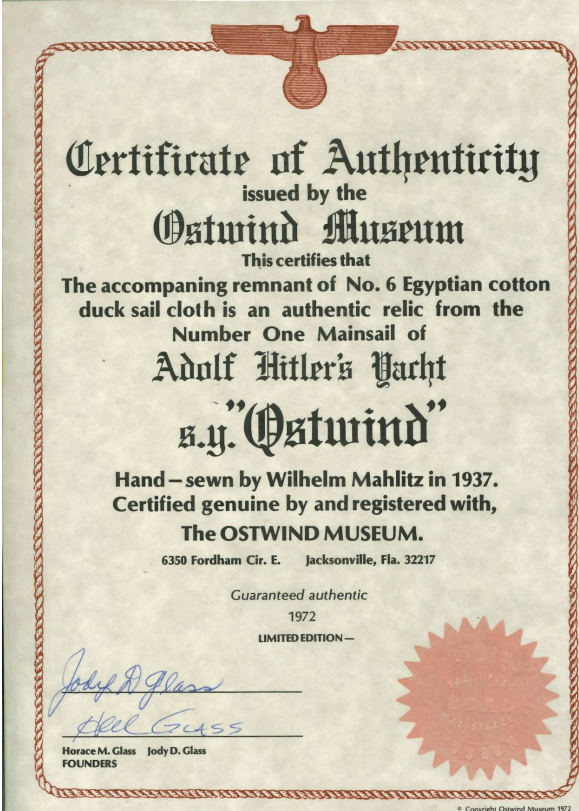 Certificate of Authenticity
issued by the
Ostwind Museum
This certifies that
The accompaning remnant of No. 6 Egyptian cotton
duck sail cloth is an authentic relic from the
Number One Mainsail of
Adolf Hitler's Yacht
s.y."Ostwind"
Hand – sewn by Wilhelm Mahlitz in 1937.
Certified genuine by and registered with,
The OSTWIND MUSEUM.
6350 Fordham Cir. E. Jacksonville, Fla. 32217
Guaranteed authentic
1972
LIMITED EDITION —
Jody D Glass
Glass
Horace M. Glass Jody D. Glass
FOUNDERS
© Copyright Ostwind Museum 1972